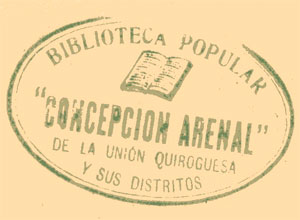 BIBLIOTECA POPULAR
"CONCEPCION ARENAL"
DE LA UNIÓN QUIROGUESA
Y SUS DISTRITOS